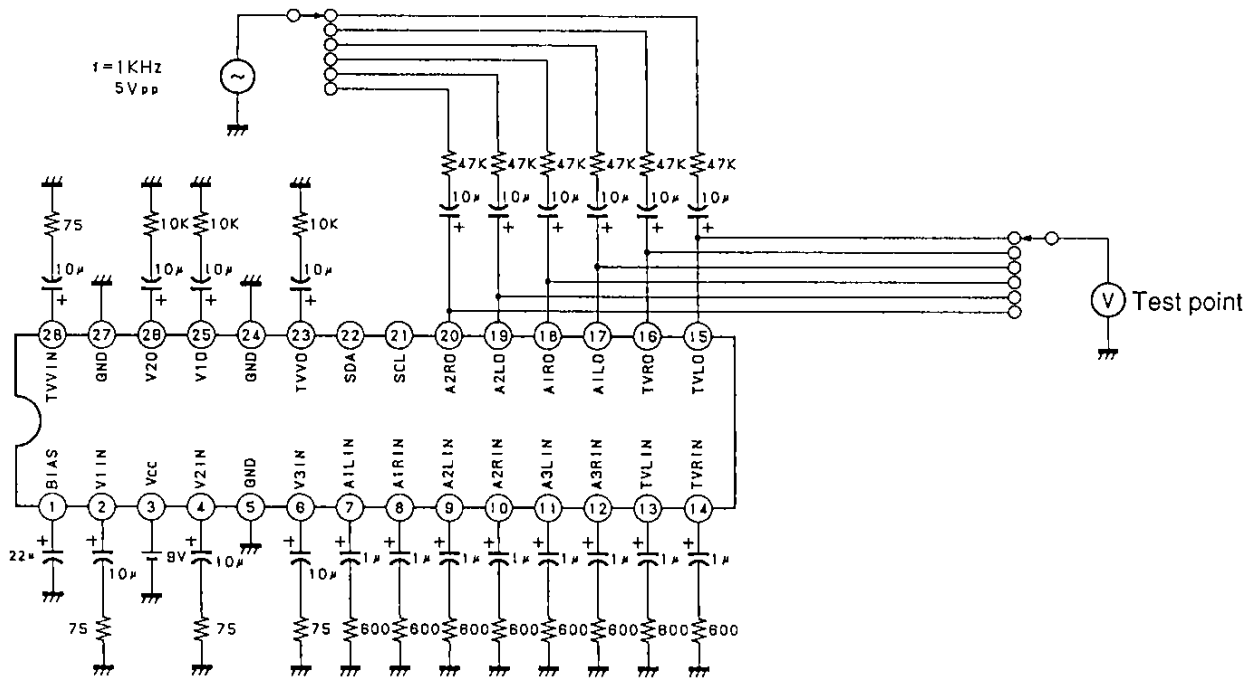 f=1KHz
5Vpp
47K 47K 47K 47K 47K 47K
10μ 10μ 10μ 10μ 10μ 10μ
+ + + + + +
75 10K 10K 10K
10μ 10μ 10μ 10μ
+ + + +
V Test point
28 27 26 25 24 23 22 21 20 19 18 17 16 15
TVVIN GND V2O V1O GND TVVO SDA SCL A2RO A2LO A1RO A1LO TVRO TVLO
BIAS V1IN Vcc V2IN GND V3IN A1LIN A1RIN A2LIN A2RIN A3LIN A3RIN TVLIN TVRIN
1 2 3 4 5 6 7 8 9 10 11 12 13 14
+ + + + + + + + + + + +
22μ 10μ 9V 10μ 10μ 1μ 1μ 1μ 1μ 1μ 1μ 1μ 1μ
75 75 75 600 600 600 600 600 600 600 600